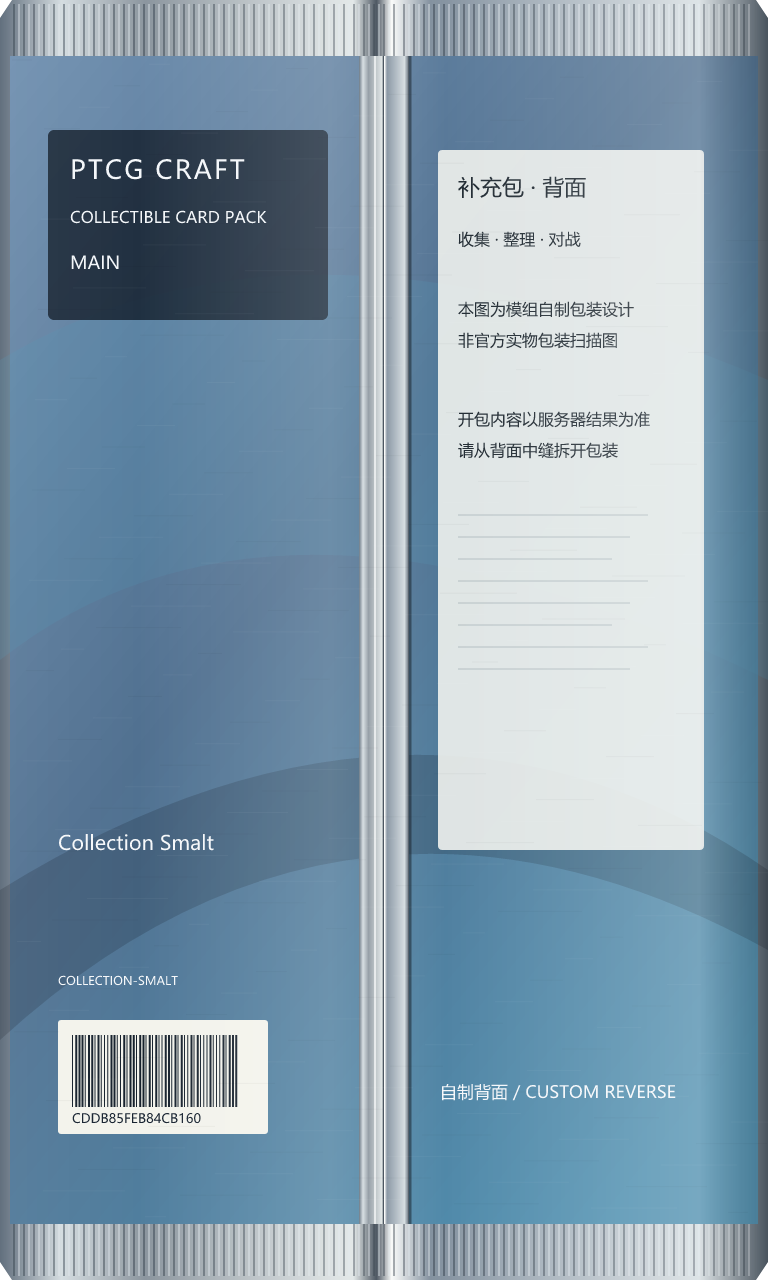 PTCG CRAFT
COLLECTIBLE CARD PACK
MAIN
Collection Smalt
COLLECTION-SMALT
CDDB85FEB84CB160
补充包 · 背面
收集 · 整理 · 对战
本图为模组自制包装设计
非官方实物包装扫描图
开包内容以服务器结果为准
请从背面中缝拆开包装
自制背面 / CUSTOM REVERSE